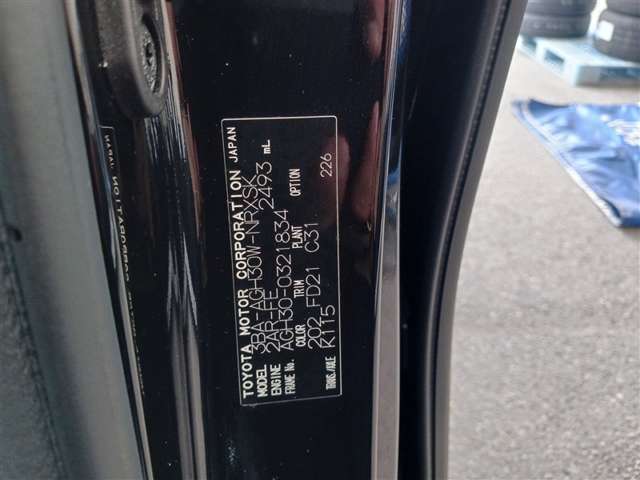 TOYOTA MOTOR CORPORATION JAPAN
MODEL 3BA-AGH30W-NRXSK
ENGINE 2AR-FE 2493 mL
FRAME No. AGH30-0321834
COLOR TRIM PLANT OPTION
202 FD21 C31 226
TRANS./AXLE K115